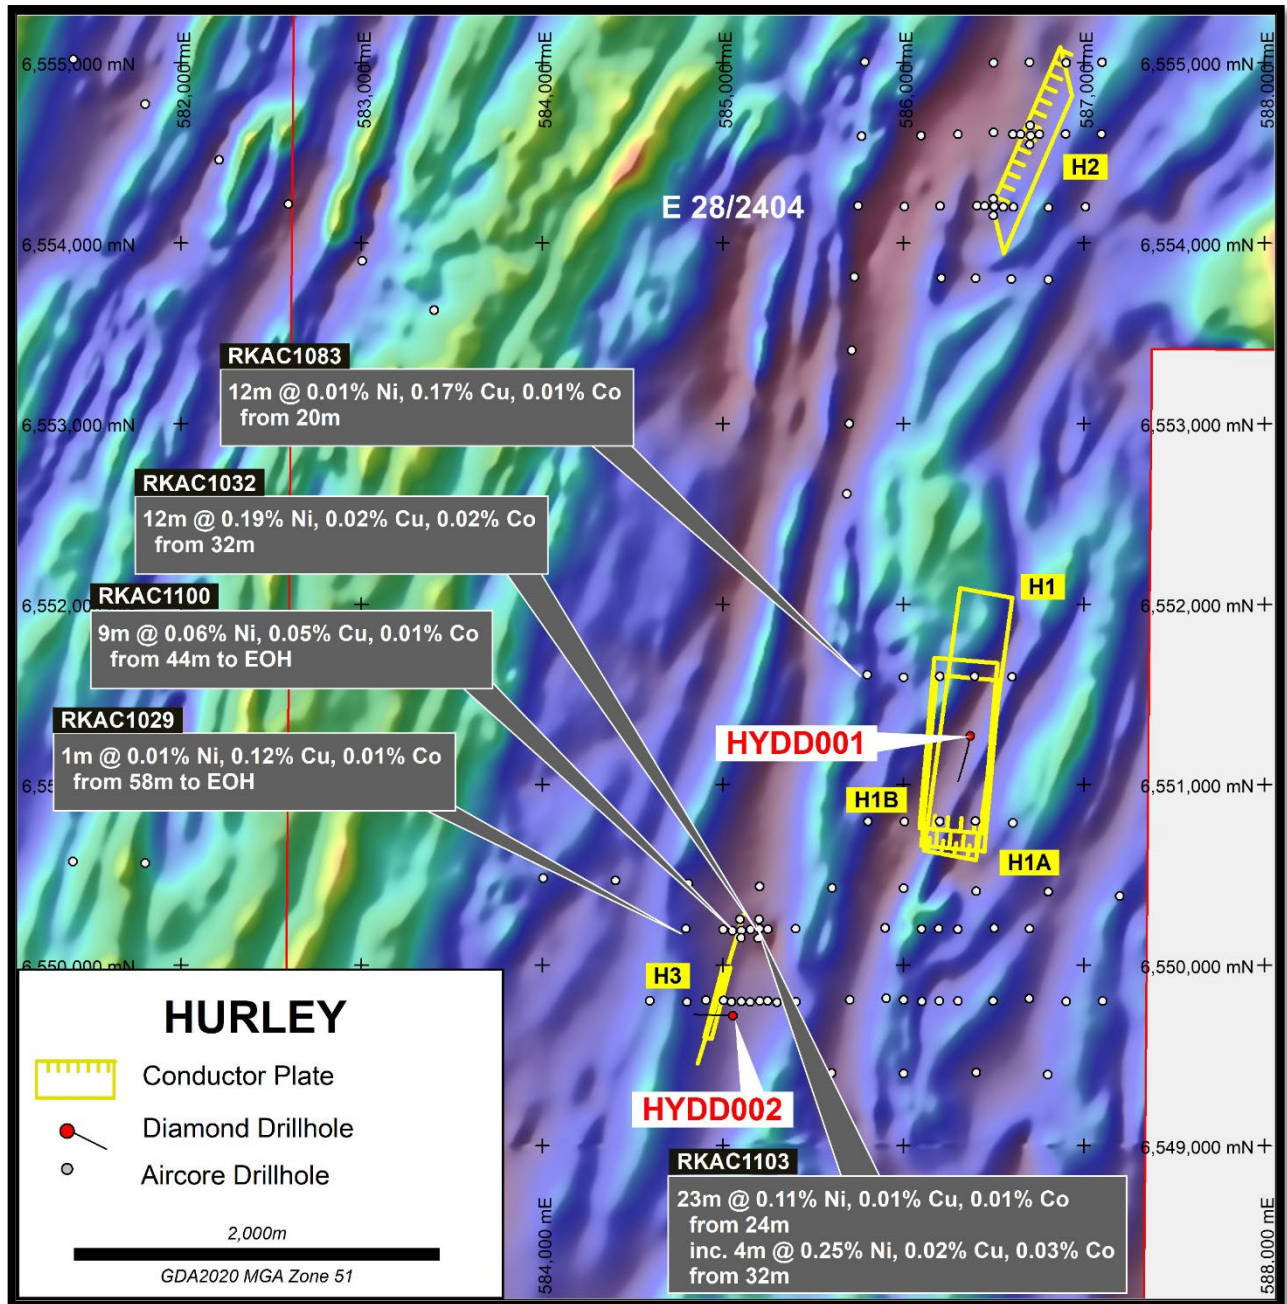 582,000 mE
583,000 mE
584,000 mE
585,000 mE
586,000 mE
587,000 mE
588,000 mE
6,555,000 mN
6,555,000 mN
H2
E 28/2404
6,554,000 mN
6,554,000 mN
RKAC1083
12m @ 0.01% Ni, 0.17% Cu, 0.01% Co
from 20m
6,553,000 mN
6,553,000 mN
RKAC1032
12m @ 0.19% Ni, 0.02% Cu, 0.02% Co
from 32m
H1
RKAC1100
6,552,000 mN
6,552,000 mN
9m @ 0.06% Ni, 0.05% Cu, 0.01% Co
from 44m to EOH
RKAC1029
1m @ 0.01% Ni, 0.12% Cu, 0.01% Co
from 58m to EOH
HYDD001
6,55
6,551,000 mN
H1B
H1A
6,550,000 mN
6,550,000 mN
H3
HURLEY
Conductor Plate
Diamond Drillhole
Aircore Drillhole
2,000m
GDA2020 MGA Zone 51
HYDD002
6,549,000 mN
RKAC1103
23m @ 0.11% Ni, 0.01% Cu, 0.01% Co
from 24m
inc. 4m @ 0.25% Ni, 0.02% Cu, 0.03% Co
from 32m
584,000 mE
588,000 mE